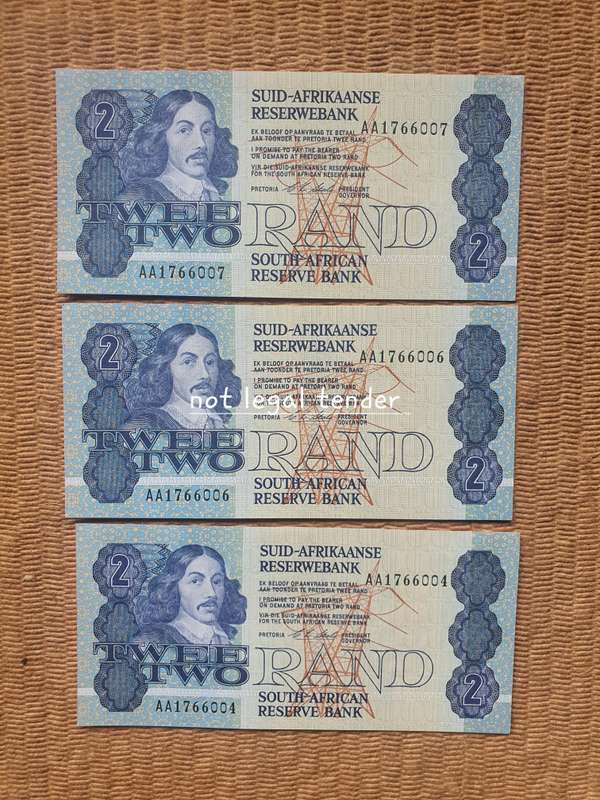 2
SUID-AFRIKAANSE
RESERWEBANK
EK BELOOF OP AANVRAAG TE BETAAL
AAN TOONDER TE PRETORIA TWEE RAND
AA1766007
I PROMISE TO PAY THE BEARER
ON DEMAND AT PRETORIA TWO RAND
VIR DIE SUID-AFRIKAANSE RESERWEBANK
FOR THE SOUTH AFRICAN RESERVE BANK
PRETORIA PRESIDENT
GOVERNOR
TWEE
TWO RAND
2
AA1766007
SOUTH AFRICAN
RESERVE BANK
2
SUID-AFRIKAANSE
RESERWEBANK
EK BELOOF OP AANVRAAG TE BETAAL
AAN TOONDER TE PRETORIA TWEE RAND
AA1766006
I PROMISE TO PAY THE BEARER
ON DEMAND AT PRETORIA TWO RAND
not legal tender
PRETORIA PRESIDENT
GOVERNOR
TWEE
TWO RAND
2
AA1766006
SOUTH AFRICAN
RESERVE BANK
2
SUID-AFRIKAANSE
RESERWEBANK
EK BELOOF OP AANVRAAG TE BETAAL
AAN TOONDER TE PRETORIA TWEE RAND
AA1766004
I PROMISE TO PAY THE BEARER
ON DEMAND AT PRETORIA TWO RAND
VIR DIE SUID-AFRIKAANSE RESERWEBANK
FOR THE SOUTH AFRICAN RESERVE BANK
PRETORIA PRESIDENT
GOVERNOR
TWEE
TWO RAND
2
AA1766004
SOUTH AFRICAN
RESERVE BANK